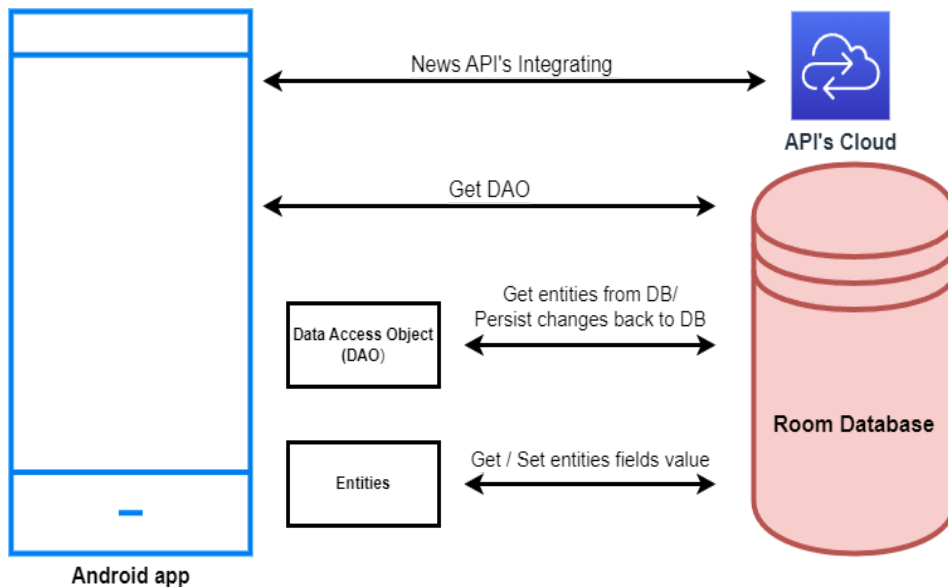 News API's Integrating
API's Cloud
Get DAO
Get entities from DB/
Persist changes back to DB
Data Access Object
(DAO)
Room Database
Get / Set entities fields value
Entities
Android app